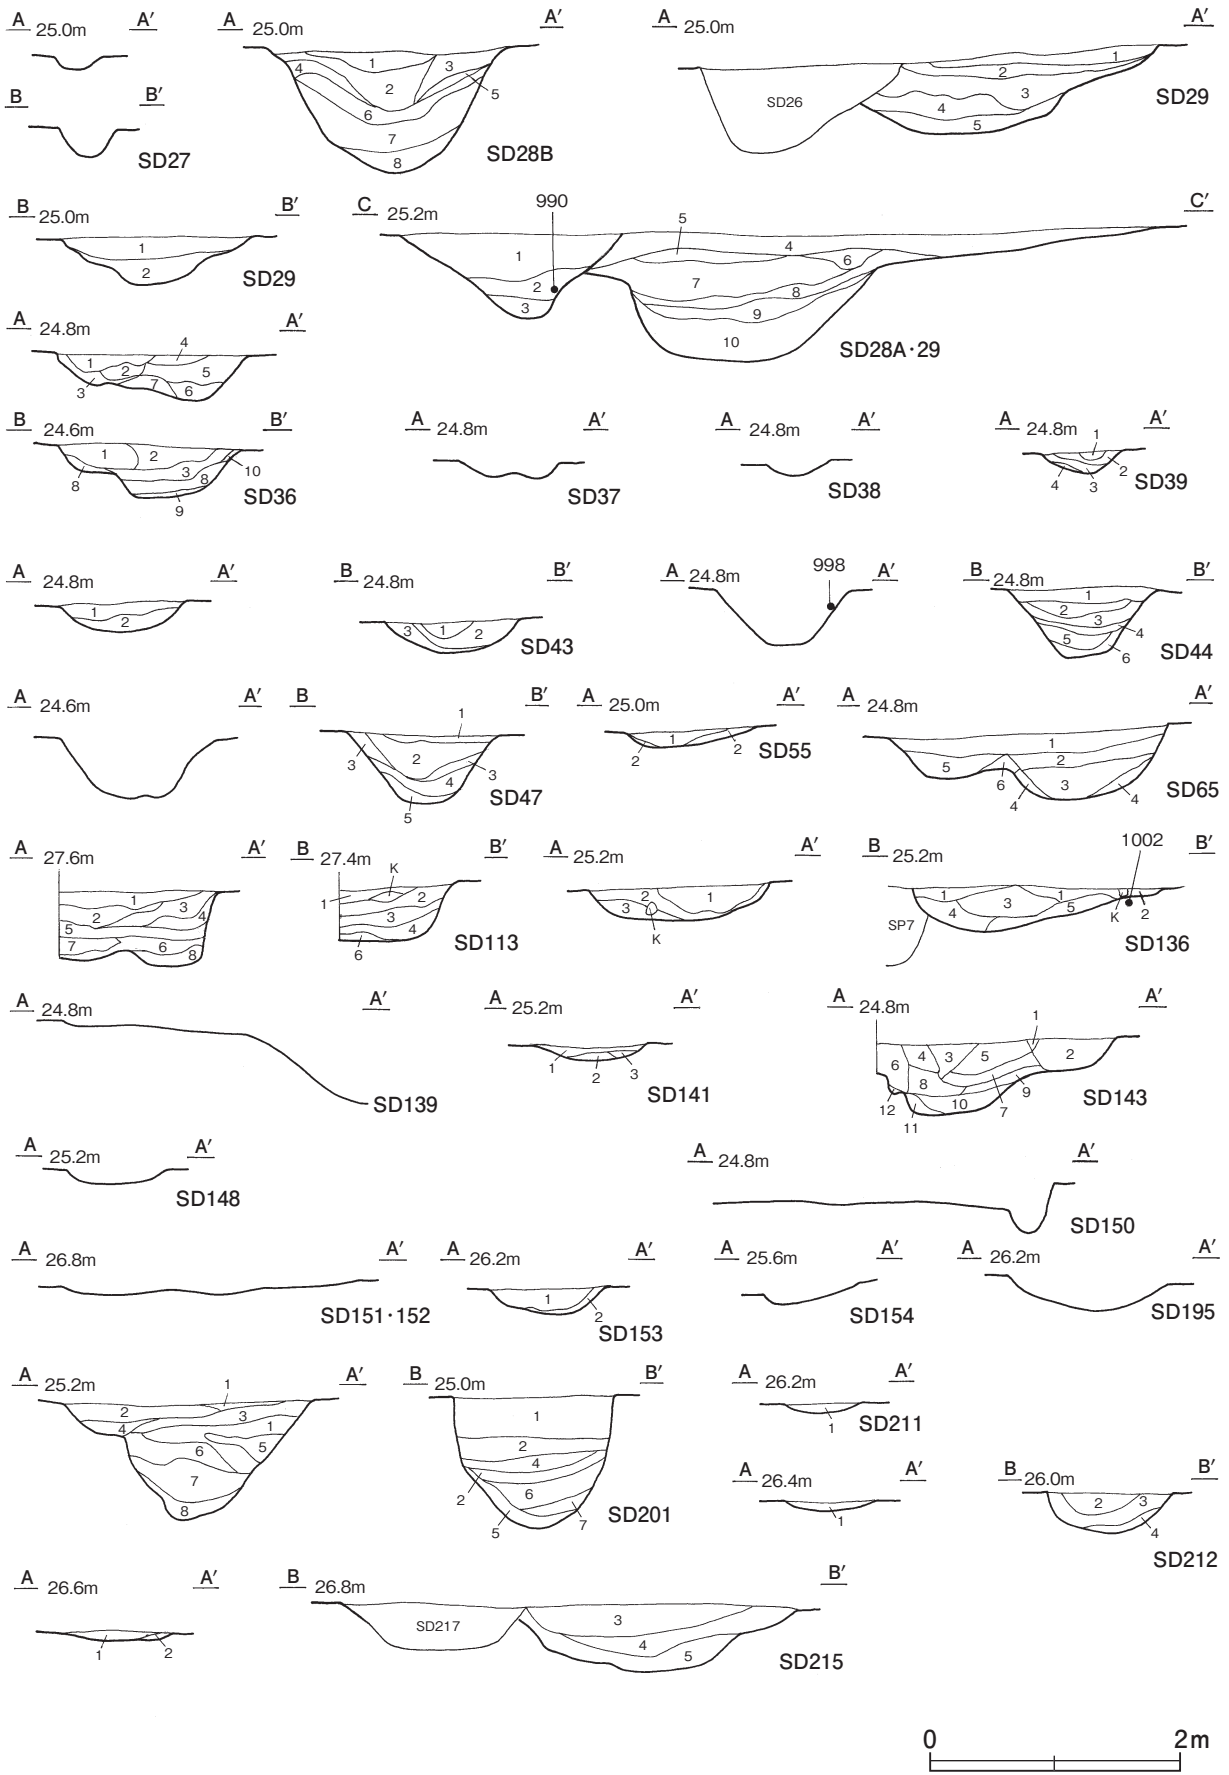 A 25.0m A′
B B′
SD27
A 25.0m A′
1 2 3 4 5 6 7 8
SD28B
A 25.0m A′
SD26
1 2 3 4 5
SD29
B 25.0m B′
1 2
SD29
C 25.2m 990 C′
1 2 3 4 5 6 7 8 9 10
SD28A・29
A 24.8m A′
1 2 3 4 5 6 7
B 24.6m B′
1 2 3 8 8 9 10
SD36
A 24.8m A′
SD37
A 24.8m A′
SD38
A 24.8m A′
1 2 3 4
SD39
A 24.8m A′
1 2
B 24.8m B′
3 1 2
SD43
A 24.8m 998 A′
B 24.8m B′
1 2 3 4 5 6
SD44
A 24.6m A′
B B′
1 2 3 3 4 5
SD47
A 25.0m A′
1 2 2
SD55
A 24.8m A′
1 2 3 4 4 5 6
SD65
A 27.6m A′
1 2 3 4 5 6 7 8
B 27.4m B′
K
1 2 3 4 6
SD113
A 25.2m A′
1 2 3
K
B 25.2m 1002 B′
1 3 1 4 5 K 2
SP7
SD136
A 24.8m A′
SD139
A 25.2m A′
1 2 3
SD141
A 24.8m A′
1 2 3 4 5 6 7 8 9 10 11 12
SD143
A 25.2m A′
SD148
A 24.8m A′
SD150
A 26.8m A′
SD151・152
A 26.2m A′
1 2
SD153
A 25.6m A′
SD154
A 26.2m A′
SD195
A 25.2m A′
1 2 3 4 1 5 6 7 8
B 25.0m B′
1 2 4 2 6 5 7
SD201
A 26.2m A′
1
SD211
A 26.4m A′
1
B 26.0m B′
2 3 4
SD212
A 26.6m A′
1 2
B 26.8m B′
SD217
3 4 5
SD215
0 2m